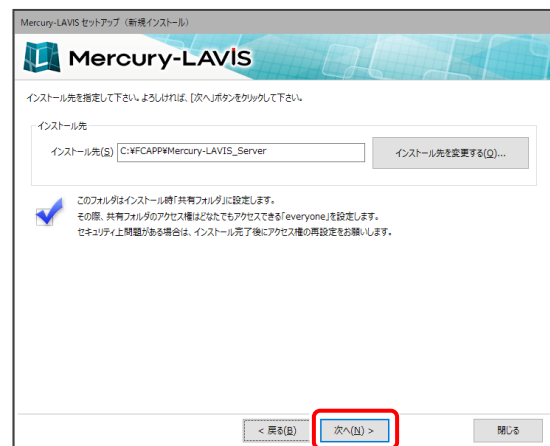 Mercury-LAVIS セットアップ（新規インストール）
Mercury-LAVIS
インストール先を指定して下さい。よろしければ、[次へ]ボタンをクリックして下さい。
インストール先
インストール先(S) C:¥FCAPP¥Mercury-LAVIS_Server インストール先を変更する(O)...
このフォルダはインストール時「共有フォルダ」に設定します。
その際、共有フォルダのアクセス権はどなたでもアクセスできる「everyone」を設定します。
セキュリティ上問題がある場合は、インストール完了後にアクセス権の再設定をお願いします。
< 戻る(B) 次へ(N) > 閉じる